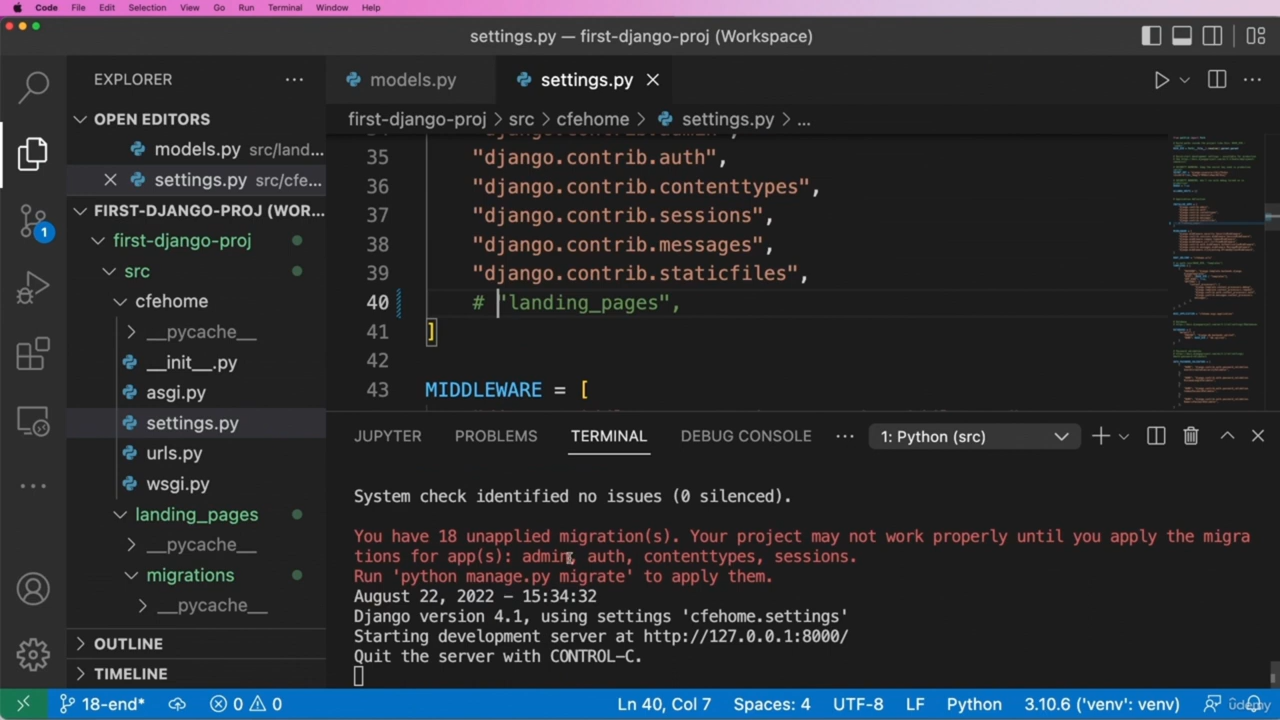 Code File Edit Selection View Go Run Terminal Window Help
settings.py — first-django-proj (Workspace)
EXPLORER
models.py
settings.py
OPEN EDITORS
models.py src/land...
settings.py src/cfe...
FIRST-DJANGO-PROJ (WOR...
first-django-proj
src
cfehome
__pycache__
__init__.py
asgi.py
settings.py
urls.py
wsgi.py
landing_pages
__pycache__
migrations
__pycache__
OUTLINE
TIMELINE
1
first-django-proj > src > cfehome > settings.py > ...
35 "django.contrib.auth",
36 "django.contrib.contenttypes",
37 "django.contrib.sessions",
38 "django.contrib.messages",
39 "django.contrib.staticfiles",
40 # "landing_pages",
41 ]
42
43 MIDDLEWARE = [
JUPYTER PROBLEMS TERMINAL DEBUG CONSOLE ... 1: Python (src)
System check identified no issues (0 silenced).
You have 18 unapplied migration(s). Your project may not work properly until you apply the migra
tions for app(s): admin, auth, contenttypes, sessions.
Run 'python manage.py migrate' to apply them.
August 22, 2022 - 15:34:32
Django version 4.1, using settings 'cfehome.settings'
Starting development server at http://127.0.0.1:8000/
Quit the server with CONTROL-C.
18-end* 0 0 Ln 40, Col 7 Spaces: 4 UTF-8 LF Python 3.10.6 ('venv': venv)
udemy